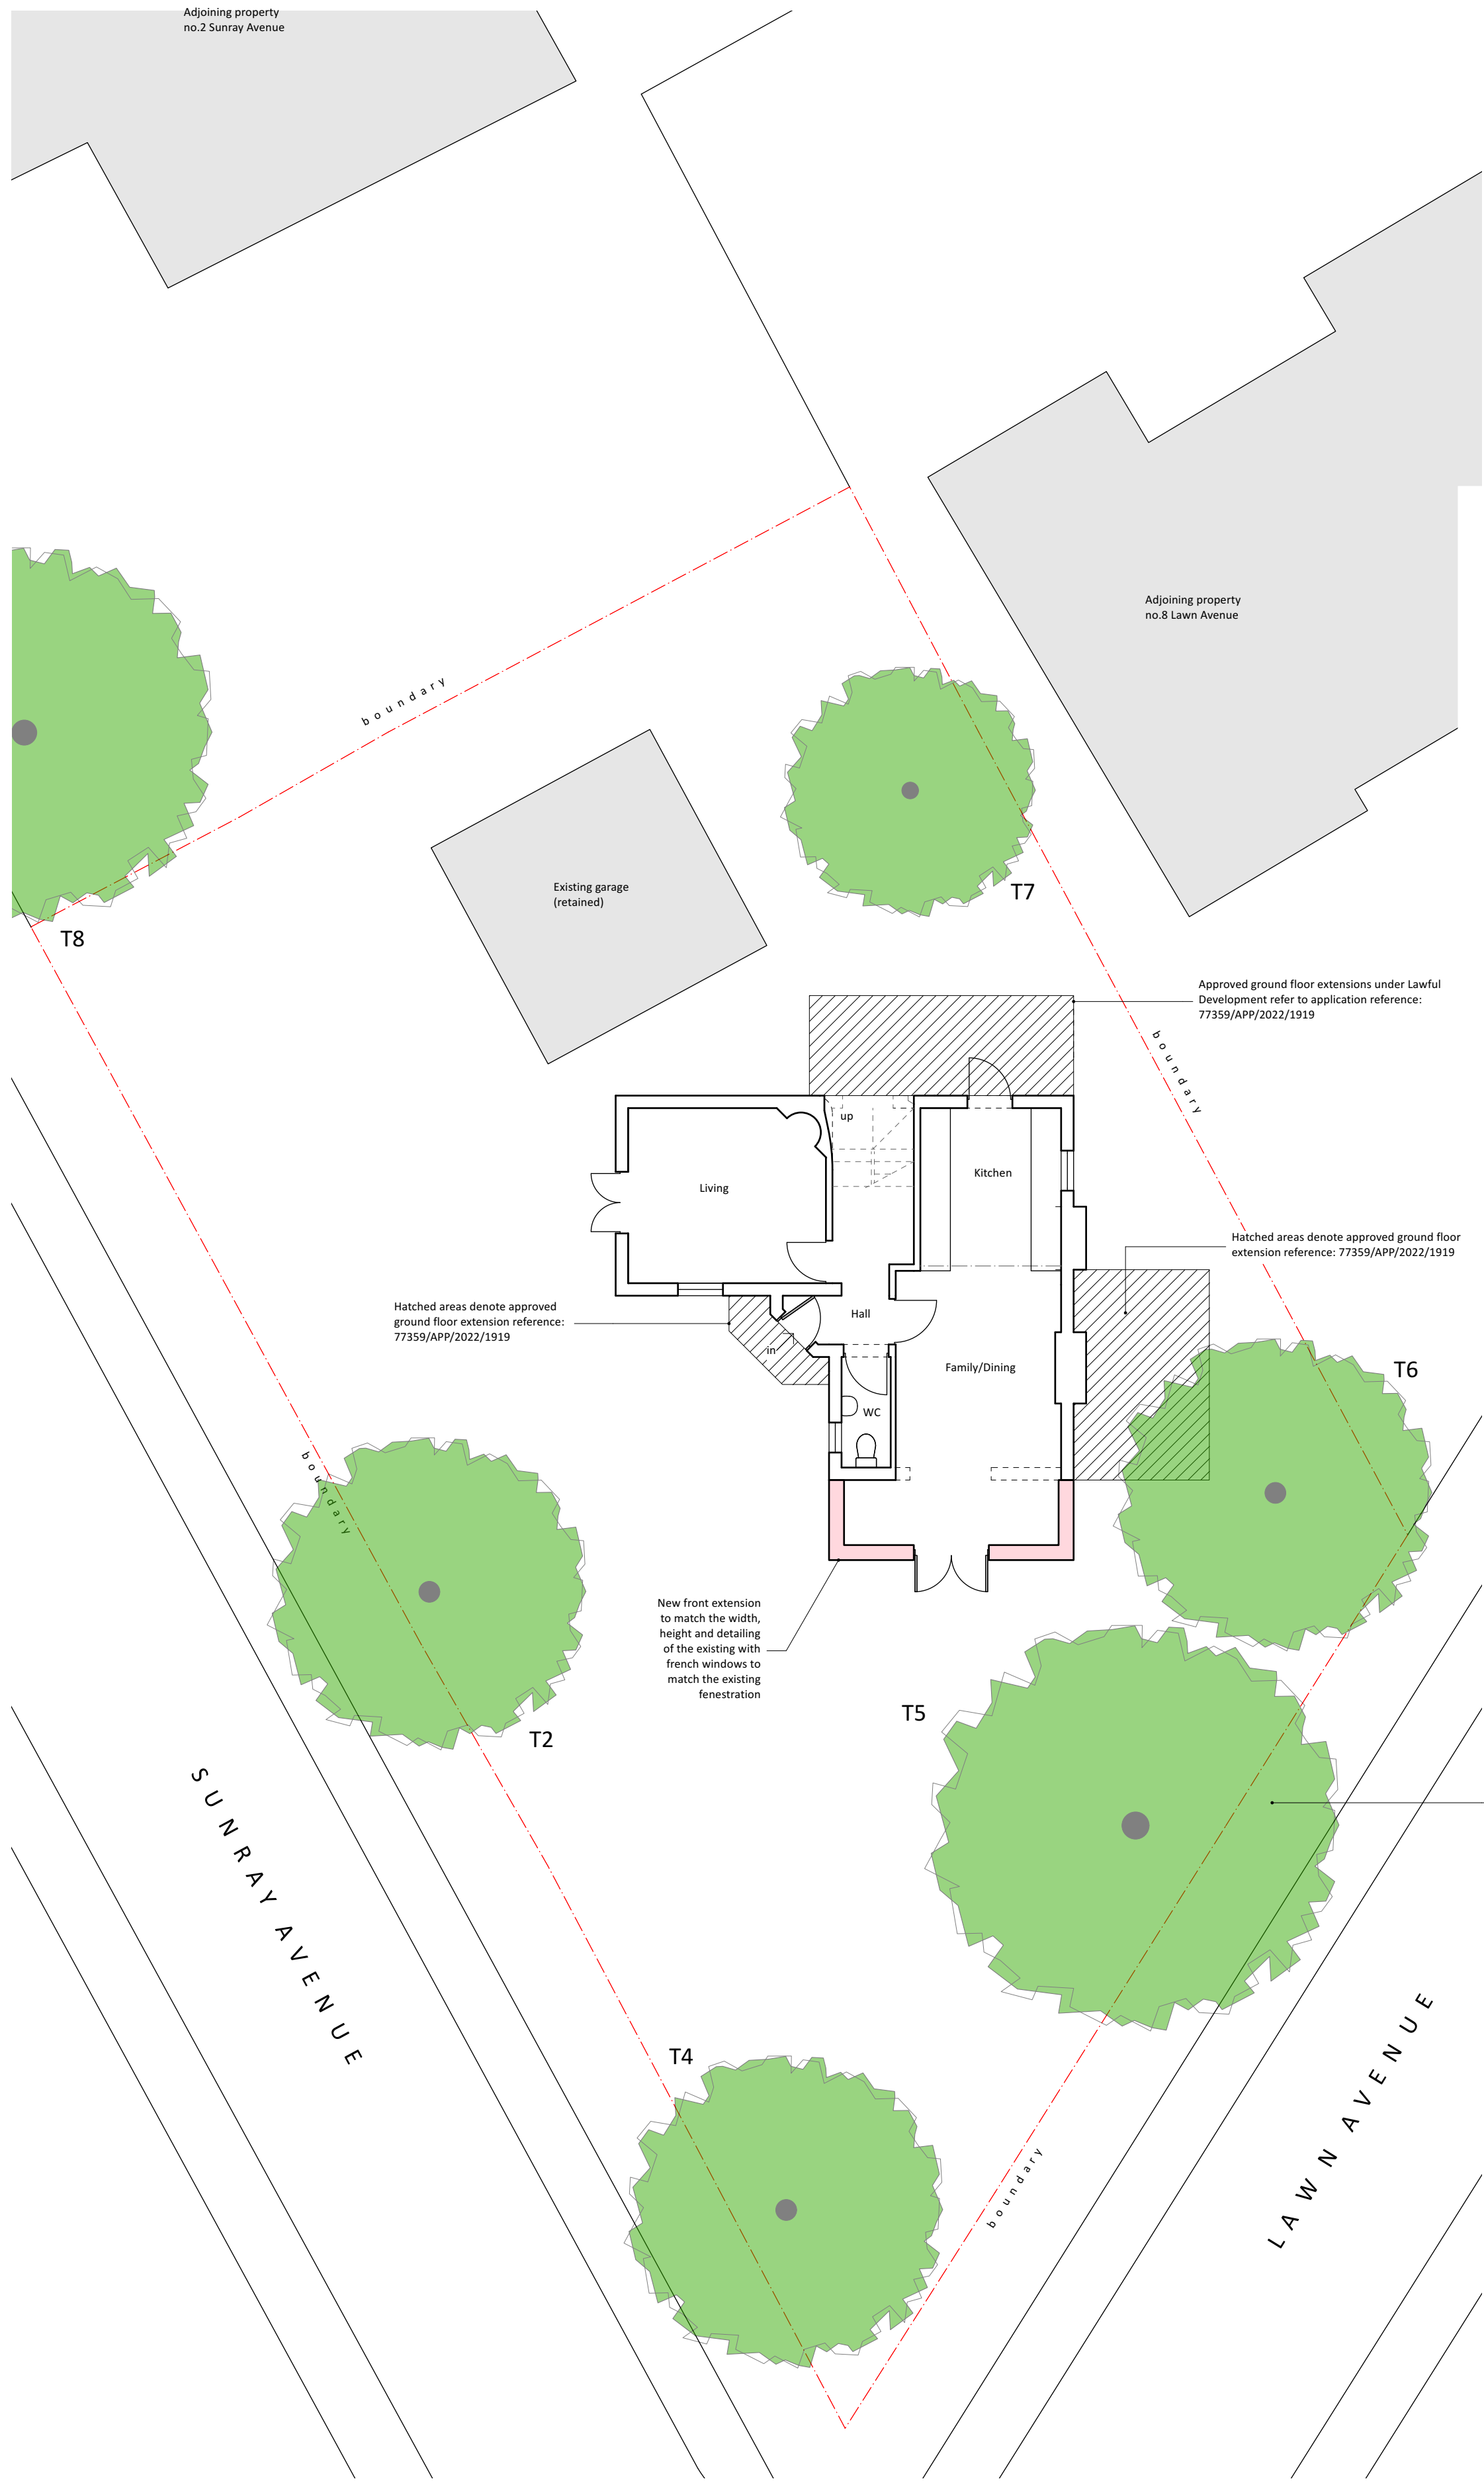 Adjoining property
no.2 Sunray Avenue
Adjoining property
no.8 Lawn Avenue
boundary
Existing garage
(retained)
T7
T8
Approved ground floor extensions under Lawful
Development refer to application reference:
77359/APP/2022/1919
boundary
up
Kitchen
Living
Hatched areas denote approved ground floor
extension reference: 77359/APP/2022/1919
Hatched areas denote approved
ground floor extension reference:
77359/APP/2022/1919
Hall
in
Family/Dining
T6
WC
boundary
New front extension
to match the width,
height and detailing
of the existing with
french windows to
match the existing
fenestration
T5
T2
SUNRAY AVENUE
T4
LAWN AVENUE
boundary